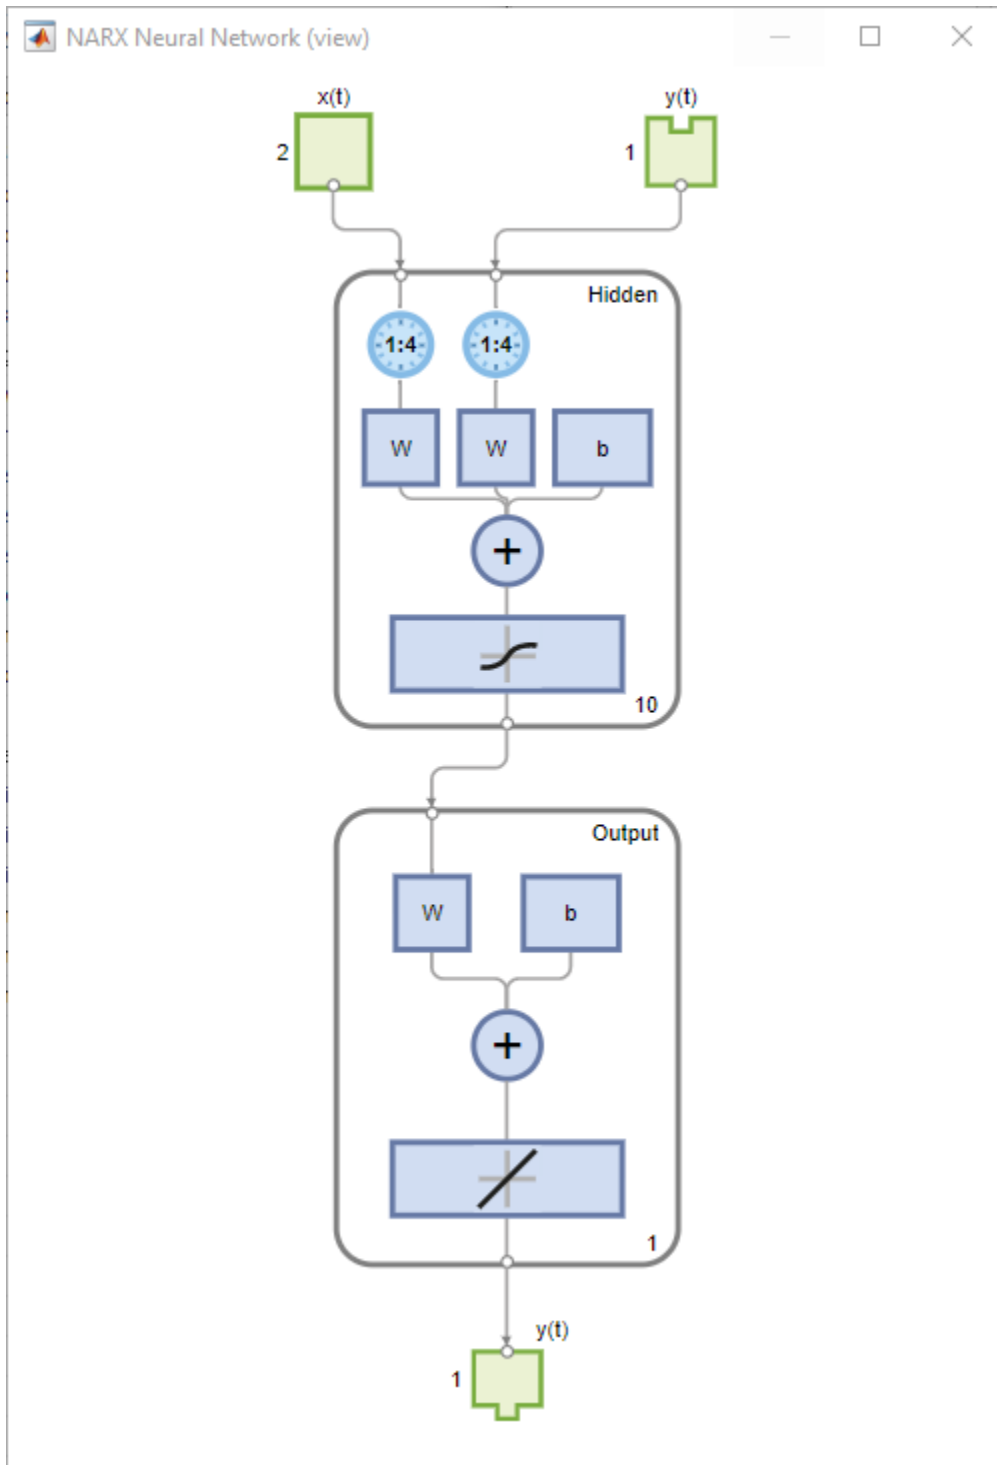 NARX Neural Network (view)
x(t)
y(t)
2
1
Hidden
1:4
1:4
W
W
b
+
10
Output
W
b
+
1
y(t)
1